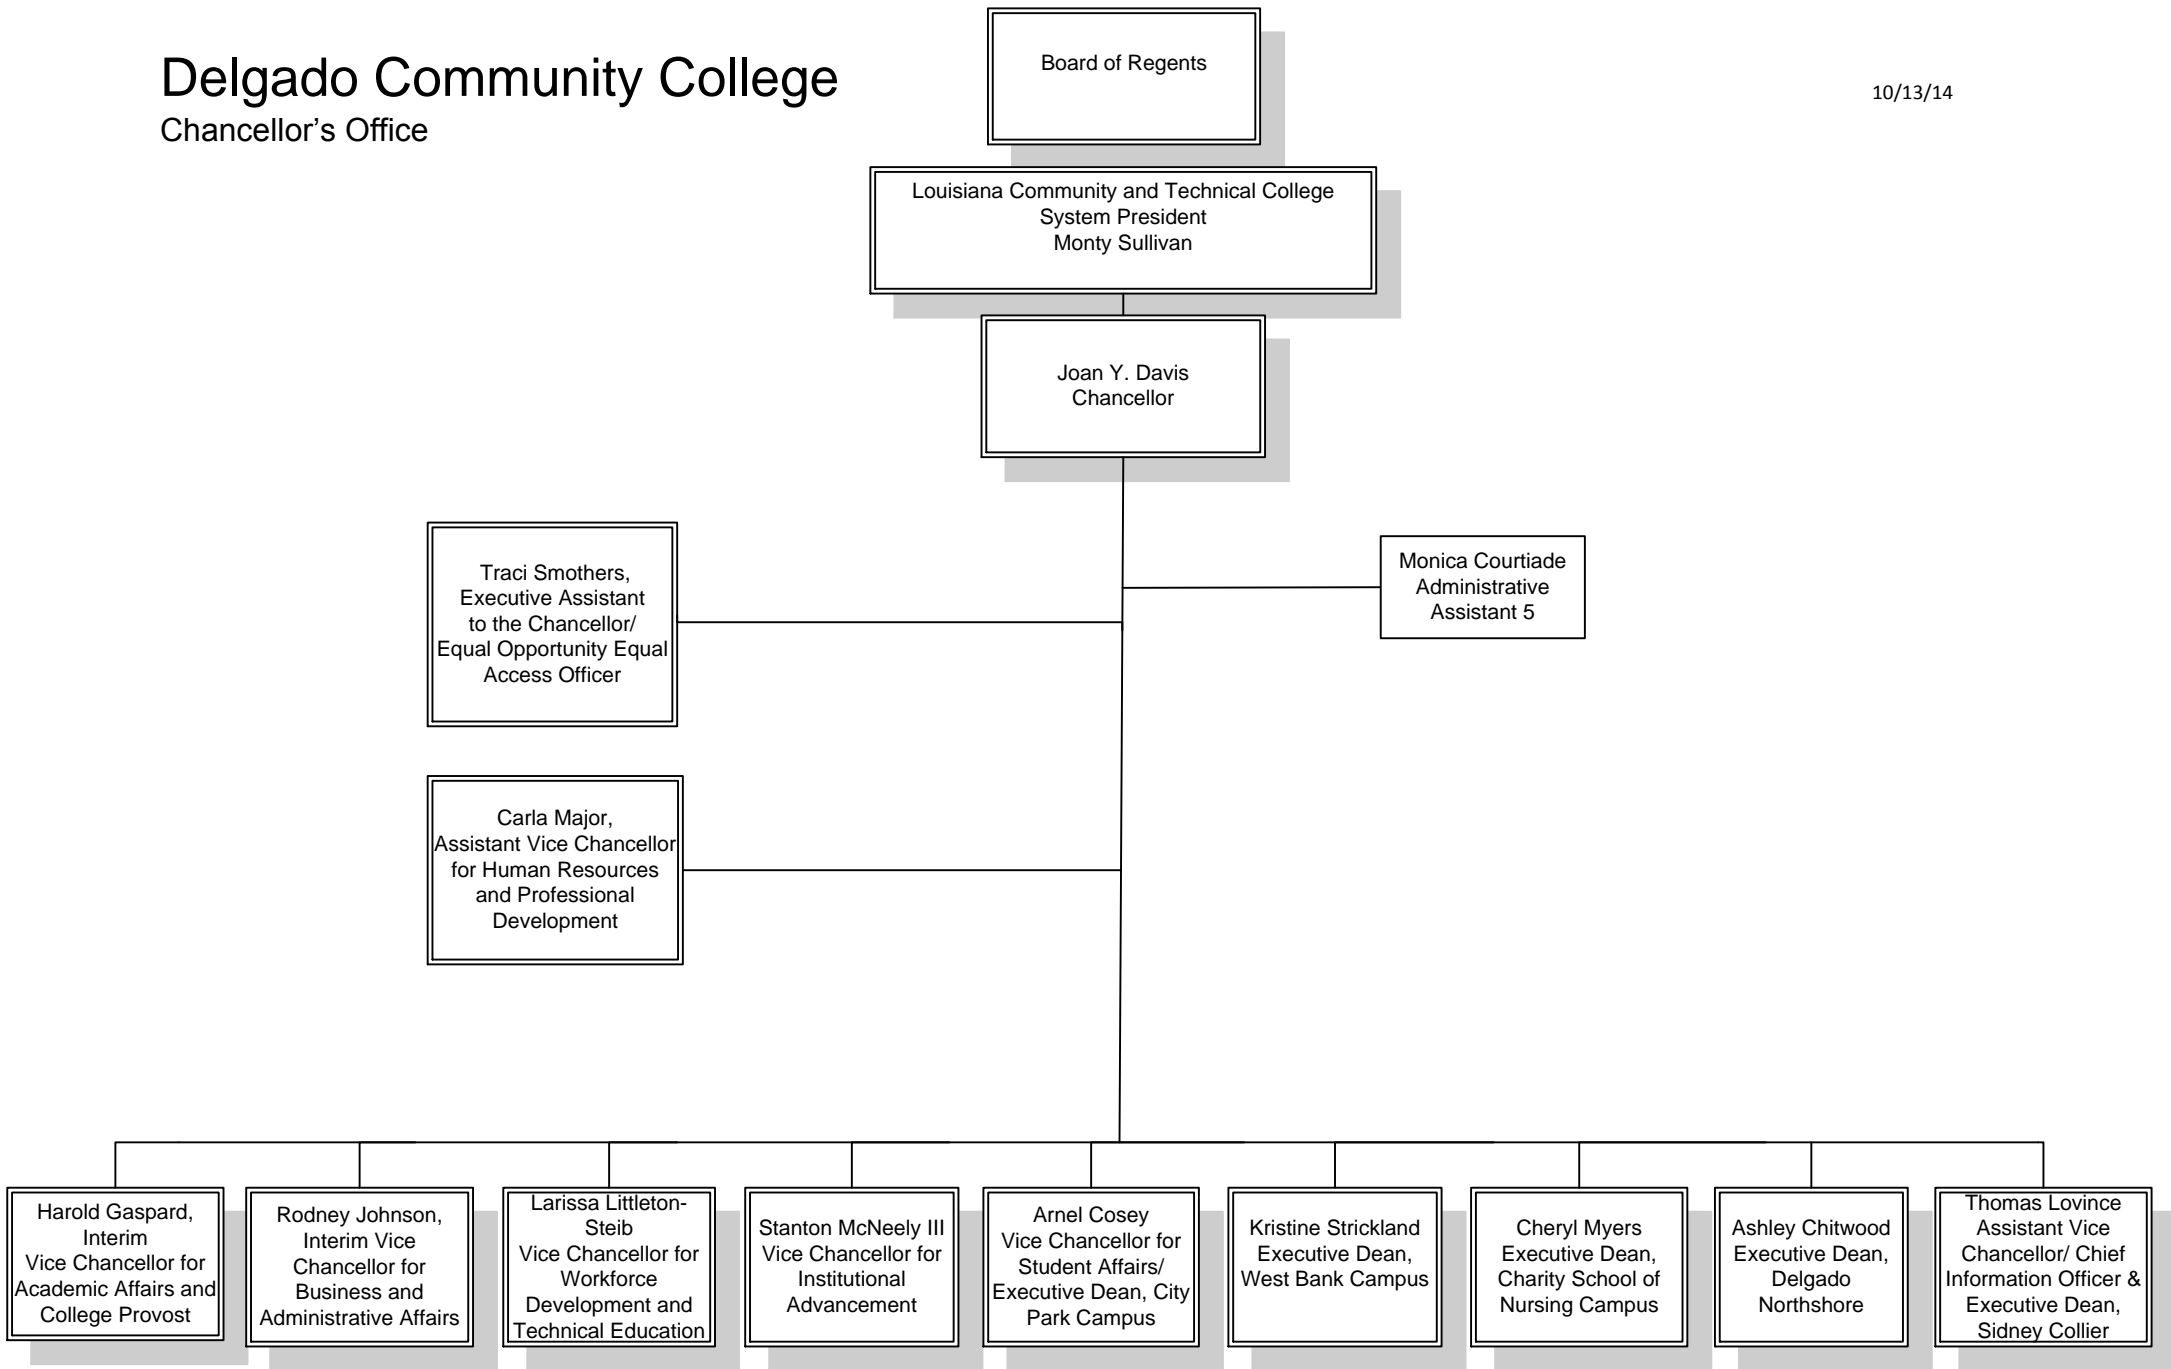 Delgado Community College
Chancellor's Office
Board of Regents
10/13/14
Louisiana Community and Technical College
System President
Monty Sullivan
Joan Y. Davis
Chancellor
Traci Smothers,
Executive Assistant
to the Chancellor/
Equal Opportunity Equal
Access Officer
Monica Courtiade
Administrative
Assistant 5
Carla Major,
Assistant Vice Chancellor
for Human Resources
and Professional
Development
Harold Gaspard,
Interim
Vice Chancellor for
Academic Affairs and
College Provost
Rodney Johnson,
Interim Vice
Chancellor for
Business and
Administrative Affairs
Larissa Littleton-
Steib
Vice Chancellor for
Workforce
Development and
Technical Education
Stanton McNeely III
Vice Chancellor for
Institutional
Advancement
Arnel Cosey
Vice Chancellor for
Student Affairs/
Executive Dean, City
Park Campus
Kristine Strickland
Executive Dean,
West Bank Campus
Cheryl Myers
Executive Dean,
Charity School of
Nursing Campus
Ashley Chitwood
Executive Dean,
Delgado
Northshore
Thomas Lovince
Assistant Vice
Chancellor/ Chief
Information Officer &
Executive Dean,
Sidney Collier